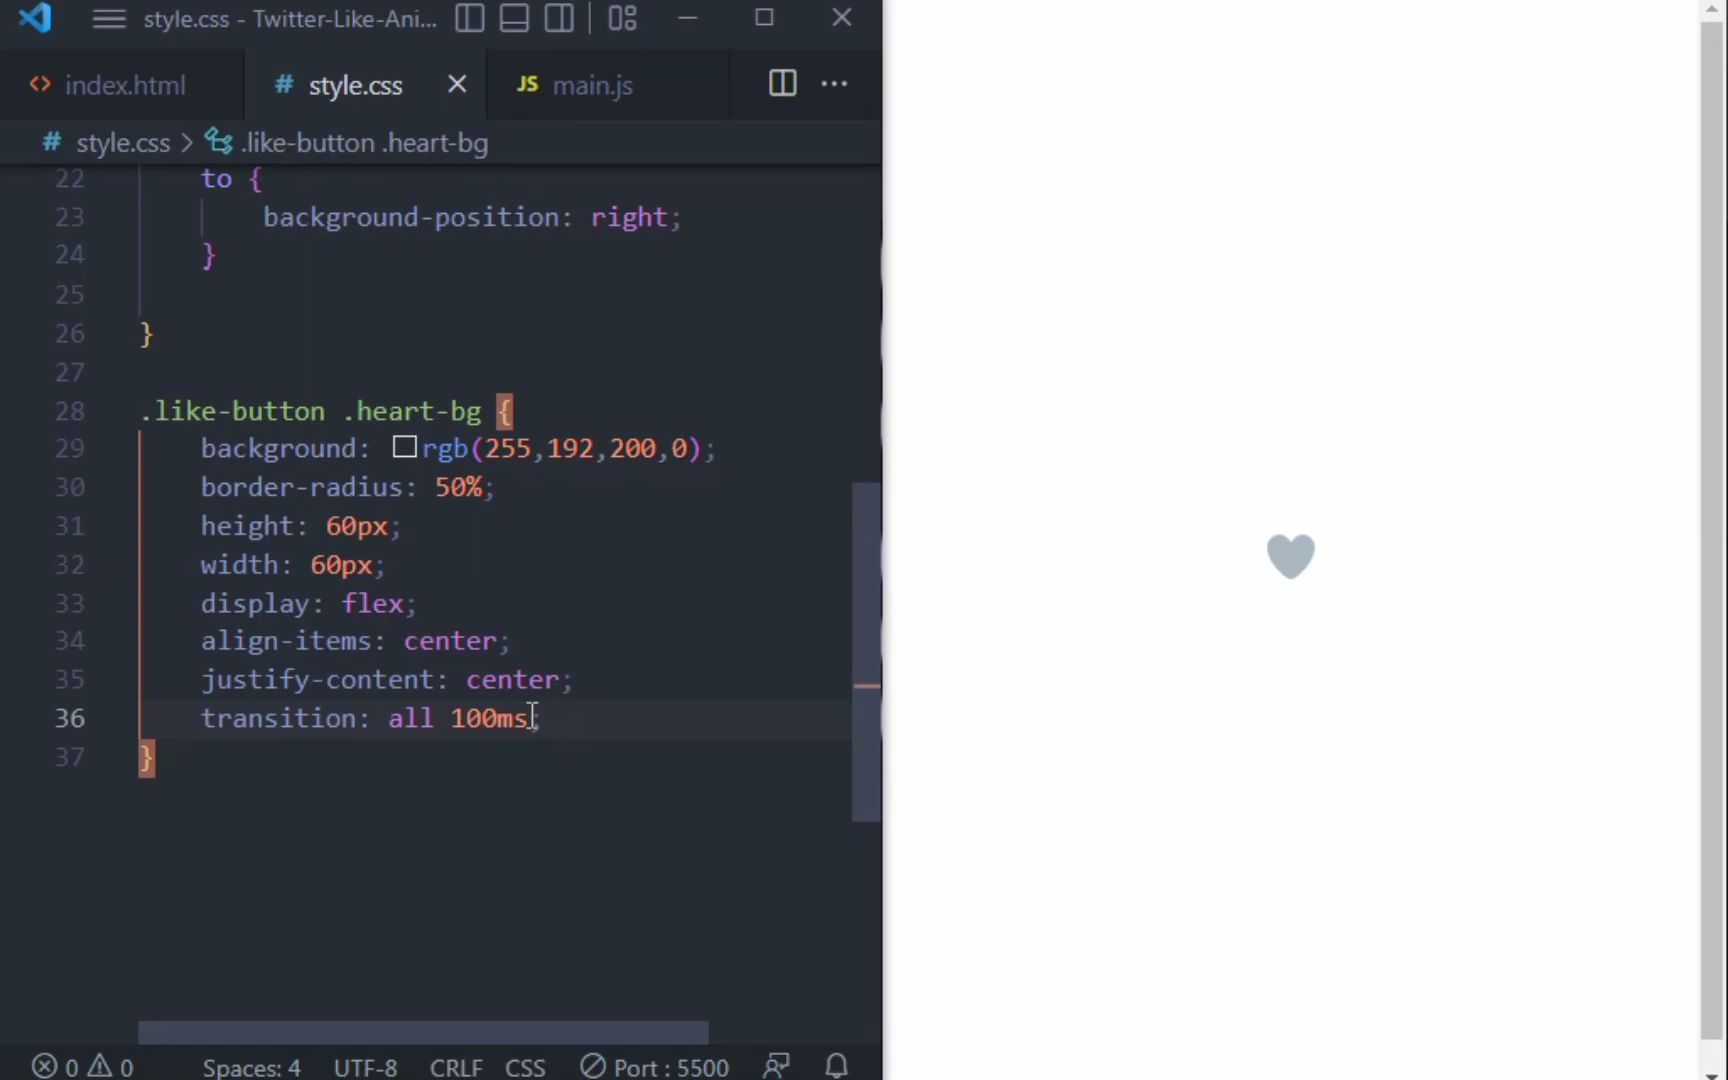 style.css - Twitter-Like-Ani...
index.html
# style.css
JS main.js
# style.css > .like-button .heart-bg
22 to {
23 background-position: right;
24 }
25
26 }
27
28 .like-button .heart-bg {
29 background: rgb(255,192,200,0);
30 border-radius: 50%;
31 height: 60px;
32 width: 60px;
33 display: flex;
34 align-items: center;
35 justify-content: center;
36 transition: all 100ms;
37 }
0 0 Spaces: 4 UTF-8 CRLF CSS Port : 5500